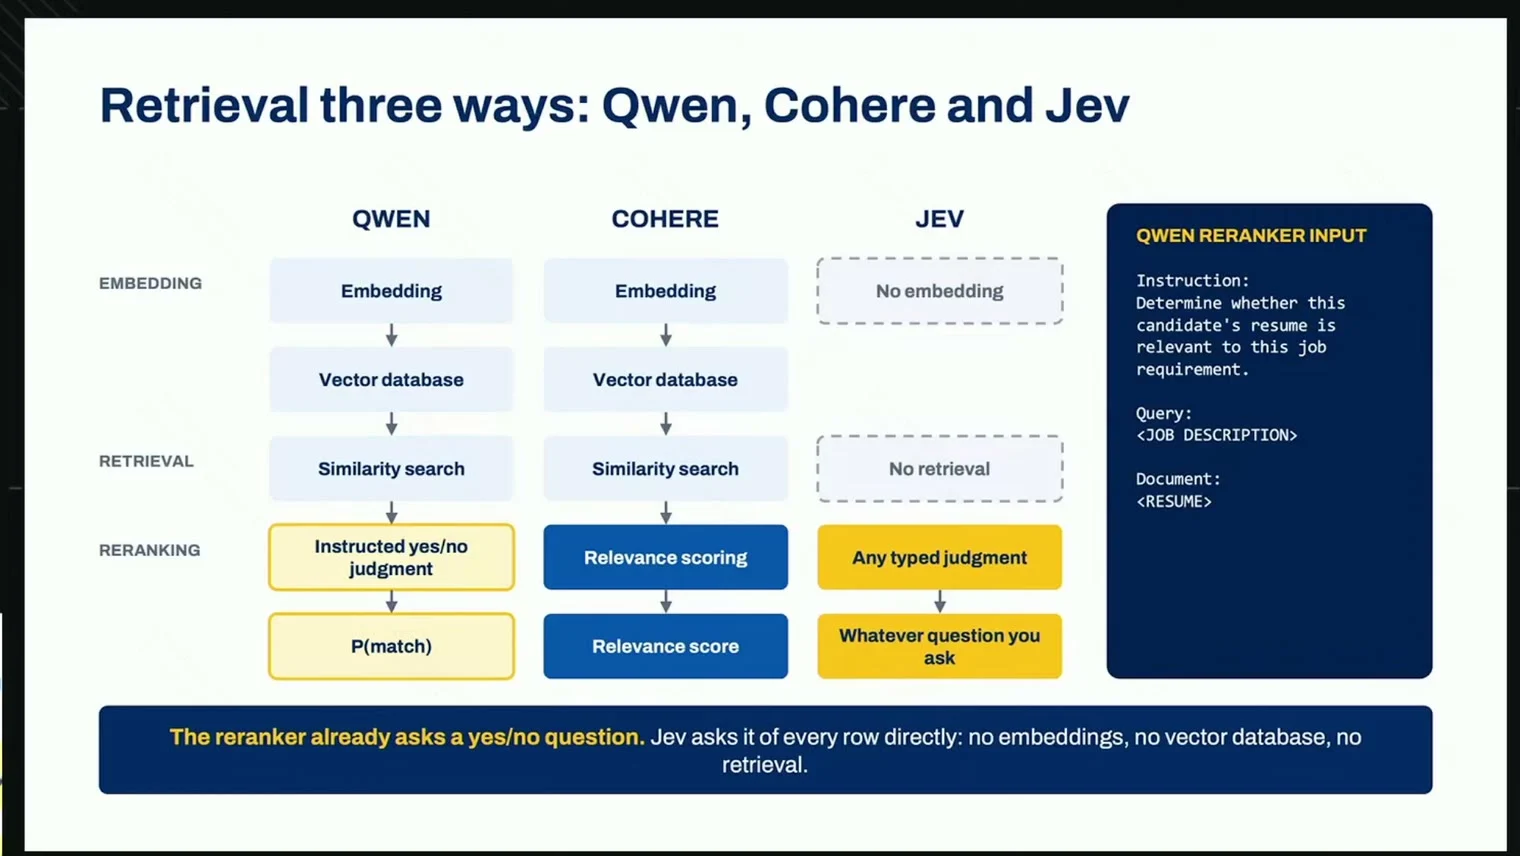 Retrieval three ways: Qwen, Cohere and Jev
QWEN
COHERE
JEV
EMBEDDING
Embedding
Embedding
No embedding
Vector database
Vector database
RETRIEVAL
Similarity search
Similarity search
No retrieval
RERANKING
Instructed yes/no
judgment
Relevance scoring
Any typed judgment
P(match)
Relevance score
Whatever question you
ask
QWEN RERANKER INPUT
Instruction:
Determine whether this
candidate's resume is
relevant to this job
requirement.
Query:
<JOB DESCRIPTION>
Document:
<RESUME>
The reranker already asks a yes/no question. Jev asks it of every row directly: no embeddings, no vector database, no
retrieval.